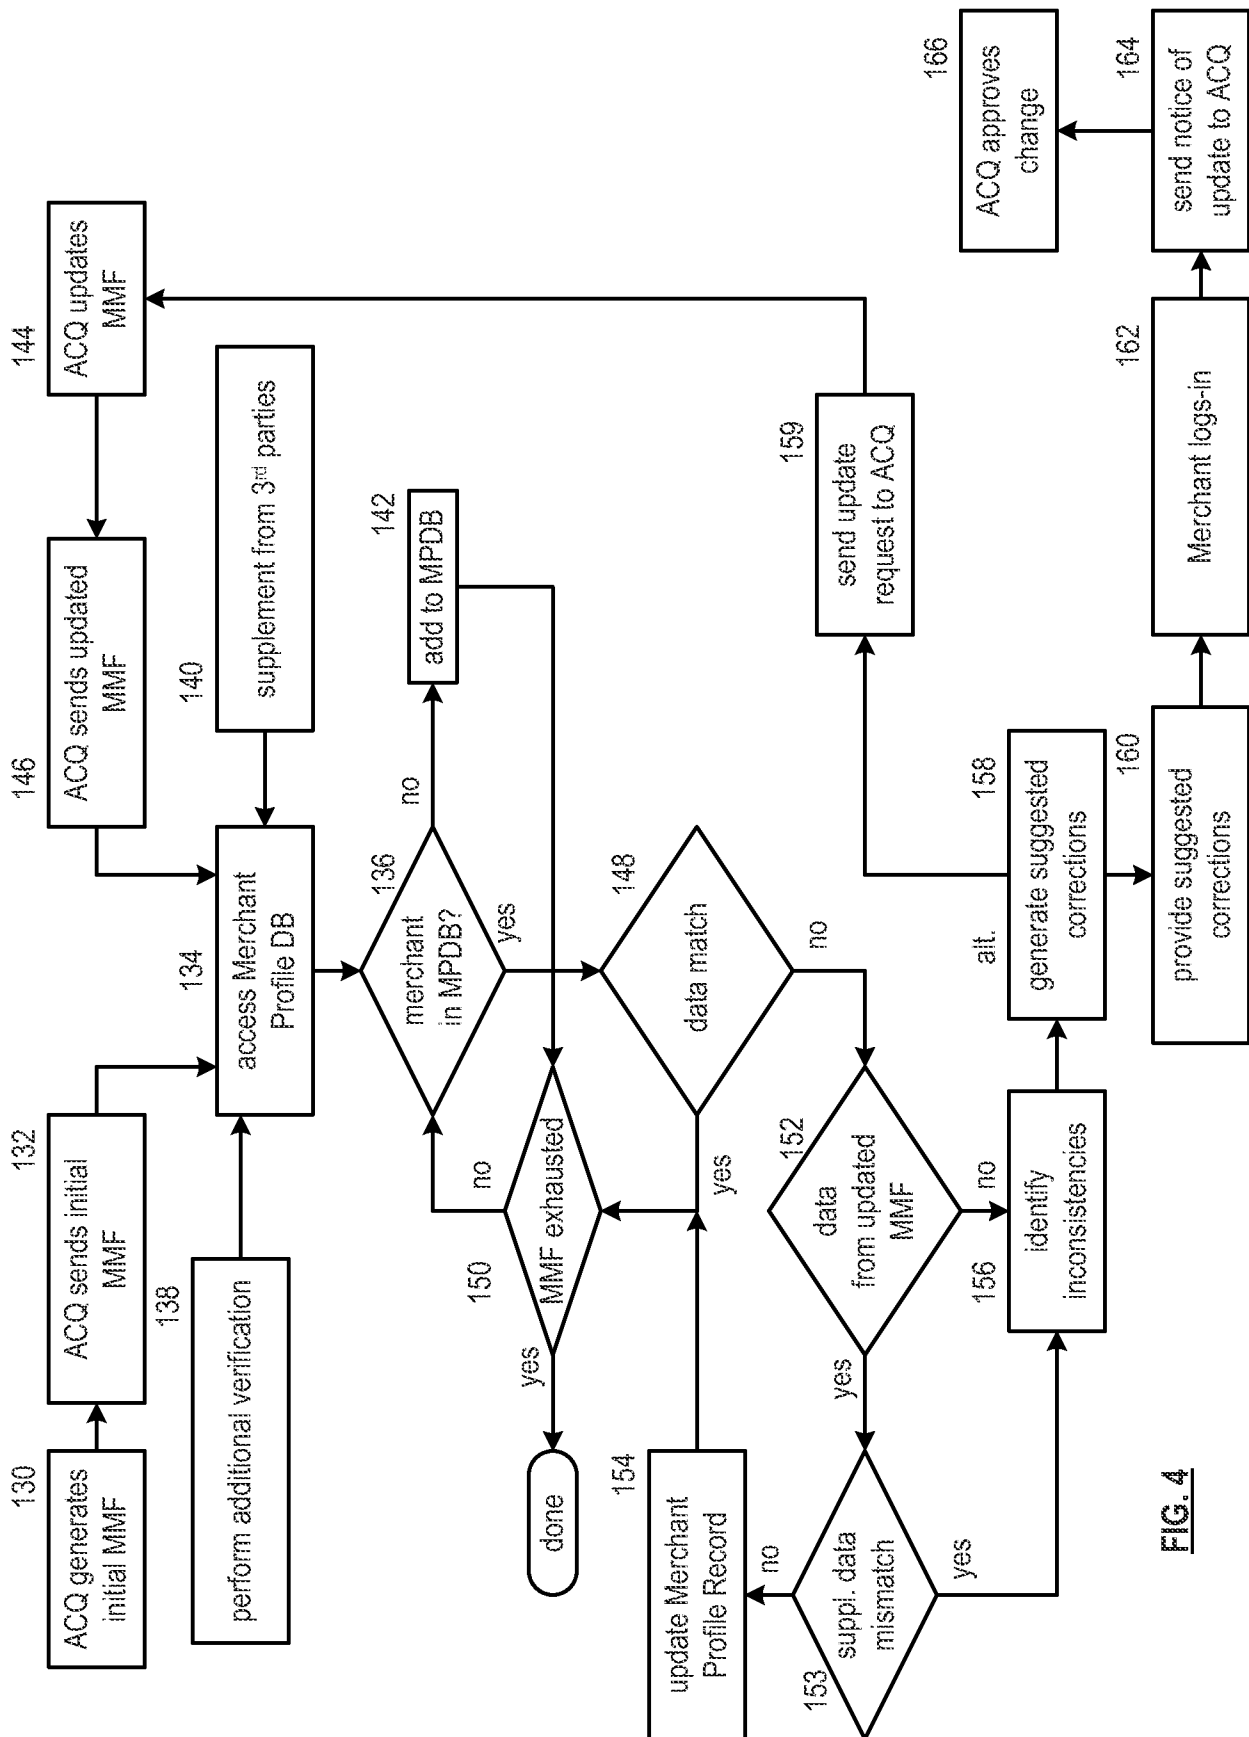 130
ACQ generates
initial MMF
132
ACQ sends initial
MMF
146
ACQ sends updated
MMF
144
ACQ updates
MMF
138
perform additional verification
134
access Merchant
Profile DB
140
supplement from 3rd parties
136
merchant
in MPDB?
no
yes
142
add to MPDB
150
MMF exhausted
no
yes
done
148
data match
yes
no
154
update Merchant
Profile Record
152
data
from updated
MMF
yes
no
153
suppl. data
mismatch
no
yes
156
identify
inconsistencies
158
generate suggested
corrections
alt.
159
send update
request to ACQ
160
provide suggested
corrections
162
Merchant logs-in
164
send notice of
update to ACQ
166
ACQ approves
change
FIG. 4